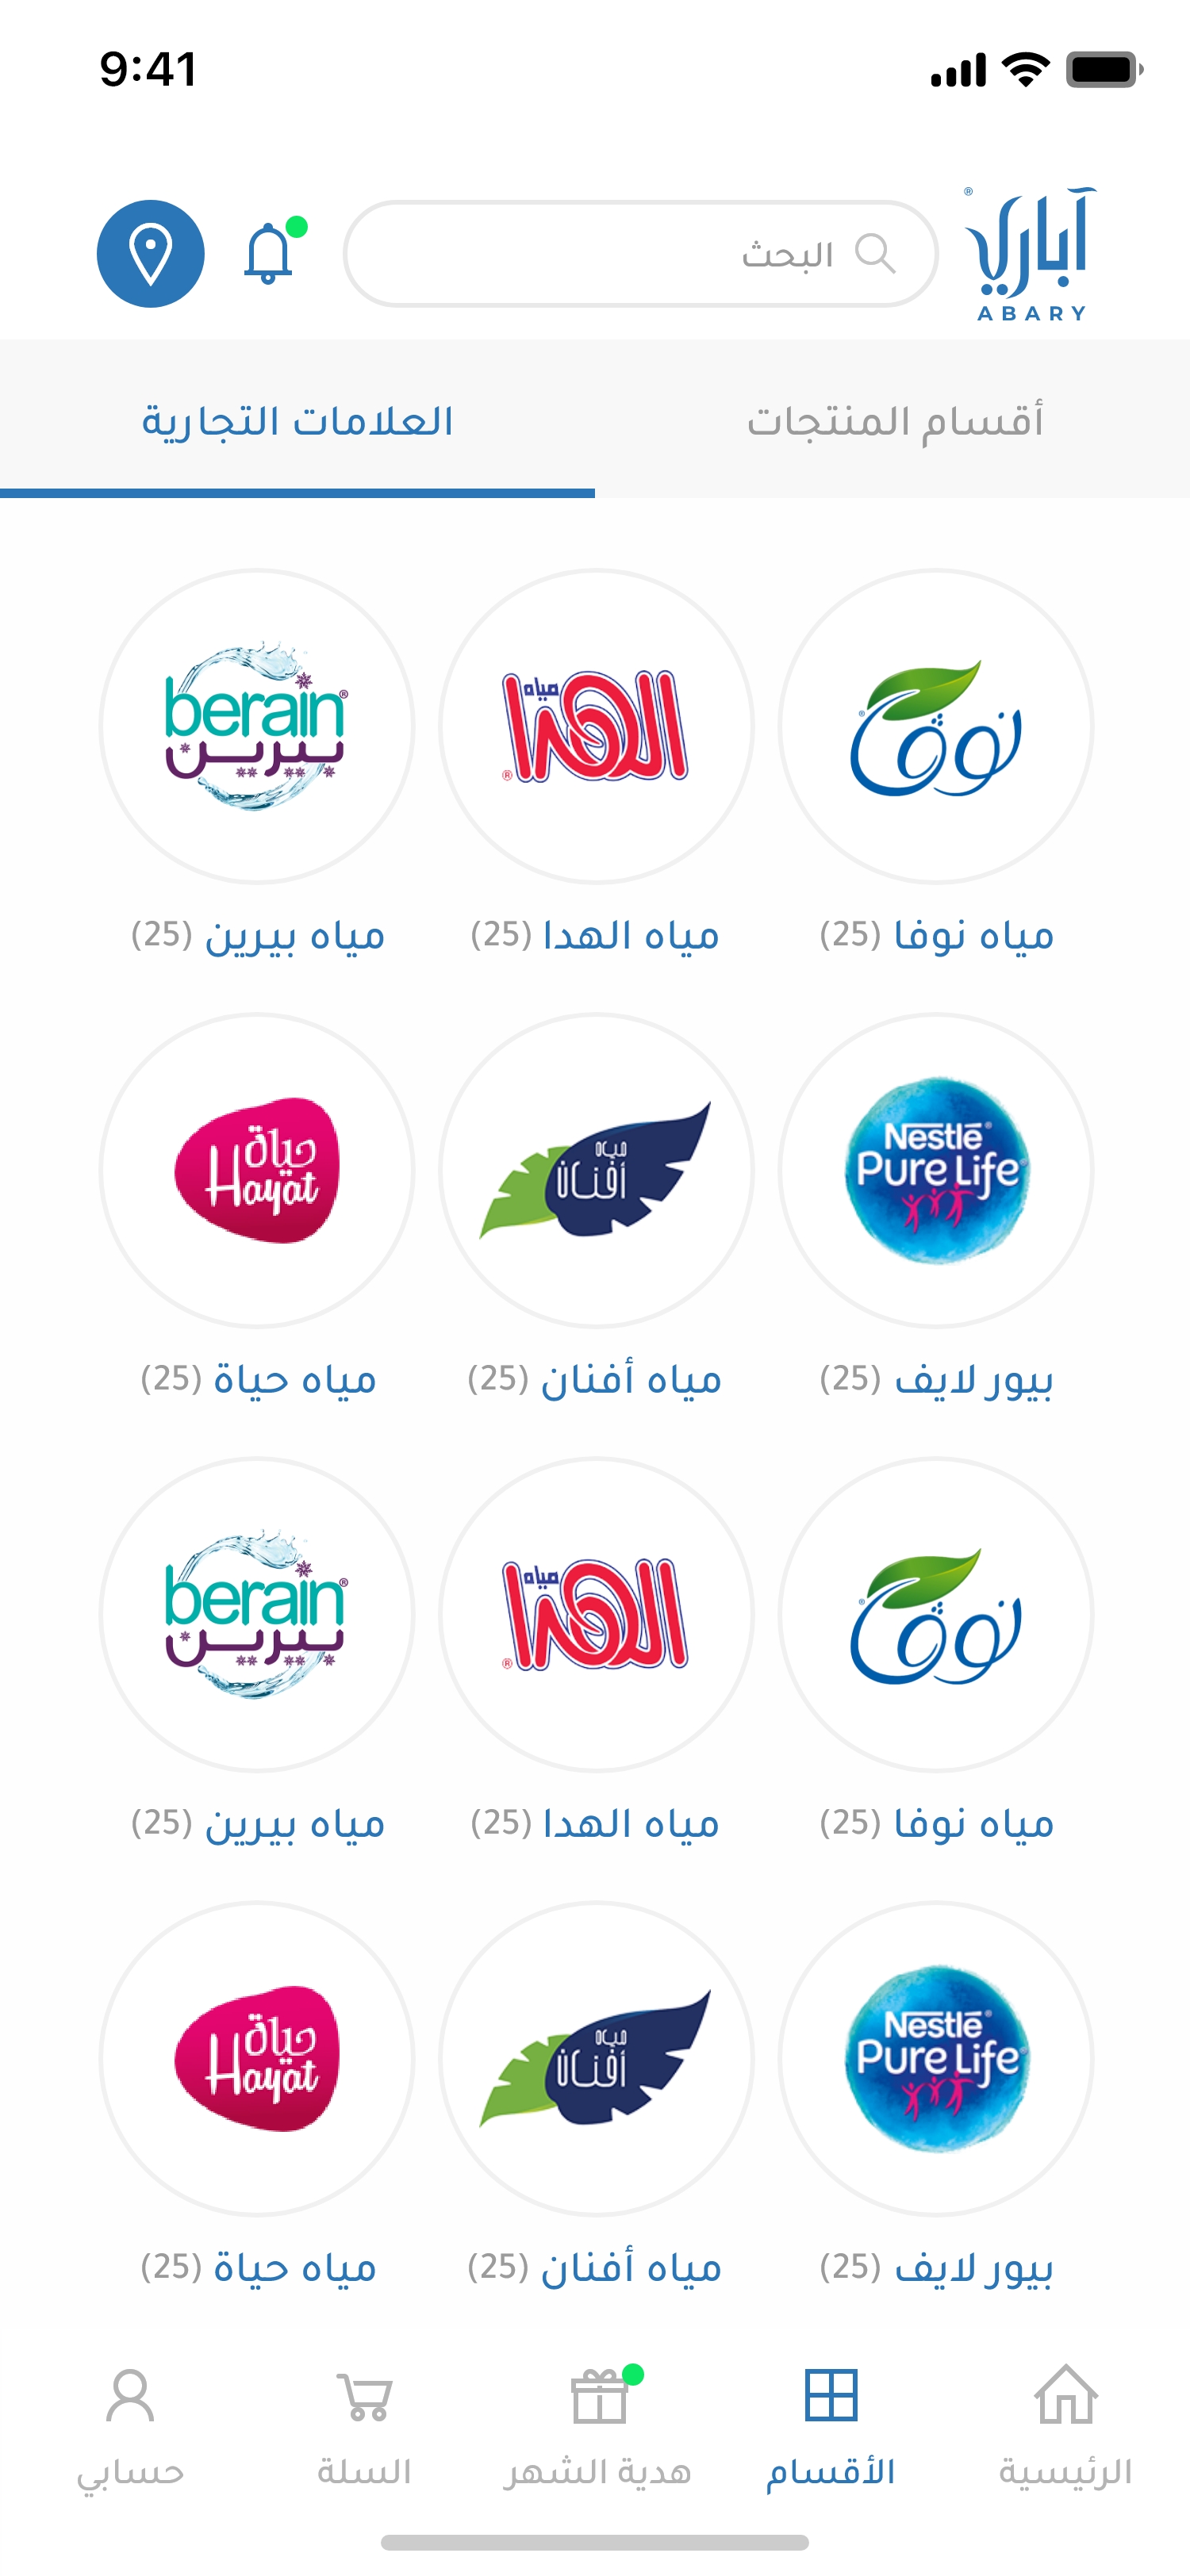 9:41
آباري
®
ABARY
البحث
أقسام المنتجات
العلامات التجارية
نوفا ®
مياه الهدا ®
berain®
بيرين
مياه نوفا (25)
مياه الهدا (25)
مياه بيرين (25)
Nestlé®
Pure Life®
مياه
أفنان
حياة
Hayat
بيور لايف (25)
مياه أفنان (25)
مياه حياة (25)
نوفا ®
مياه الهدا ®
berain®
بيرين
مياه نوفا (25)
مياه الهدا (25)
مياه بيرين (25)
Nestlé®
Pure Life®
مياه
أفنان
حياة
Hayat
بيور لايف (25)
مياه أفنان (25)
مياه حياة (25)
الرئيسية
الأقسام
هدية الشهر
السلة
حسابي